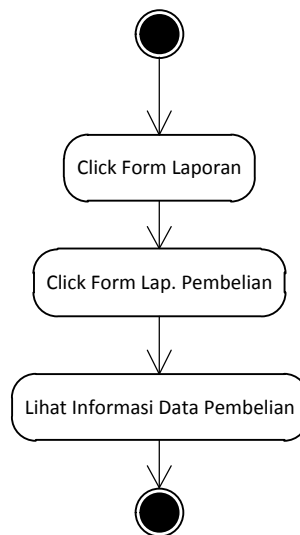 Click Form Laporan
Click Form Lap. Pembelian
Lihat Informasi Data Pembelian